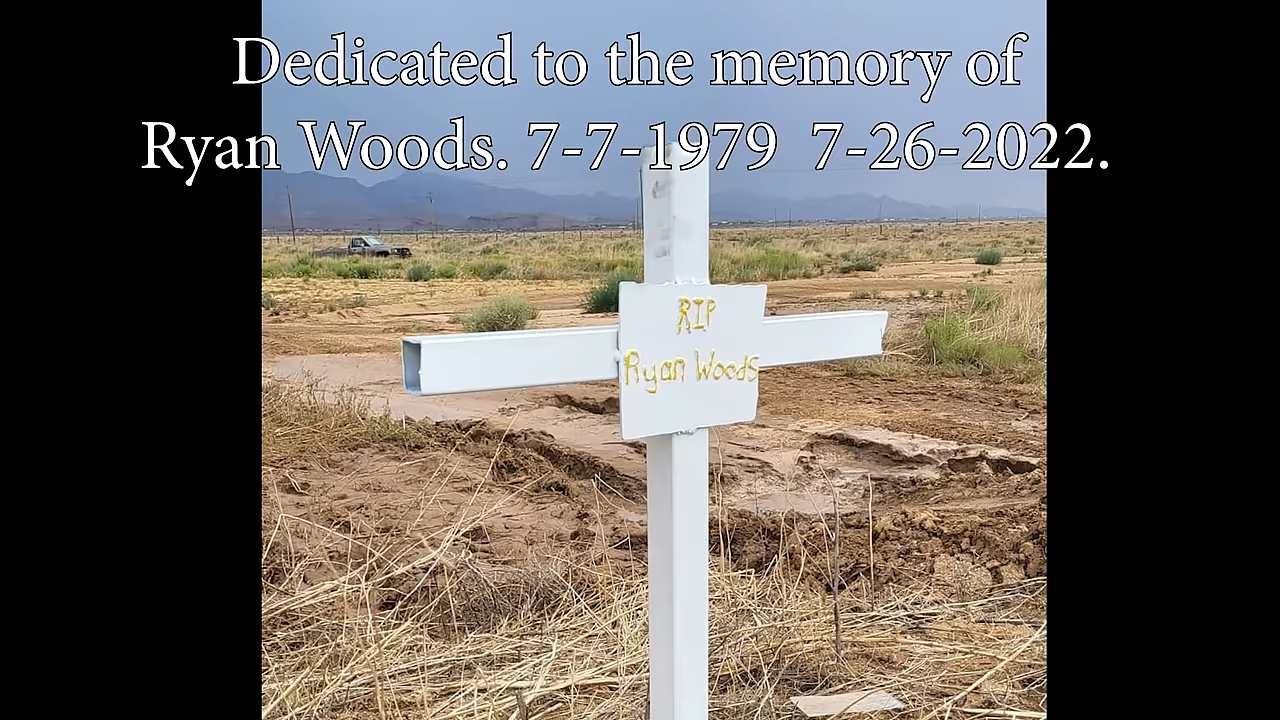 Dedicated to the memory of
Ryan Woods. 7-7-1979 7-26-2022.
RIP
Ryan Woods